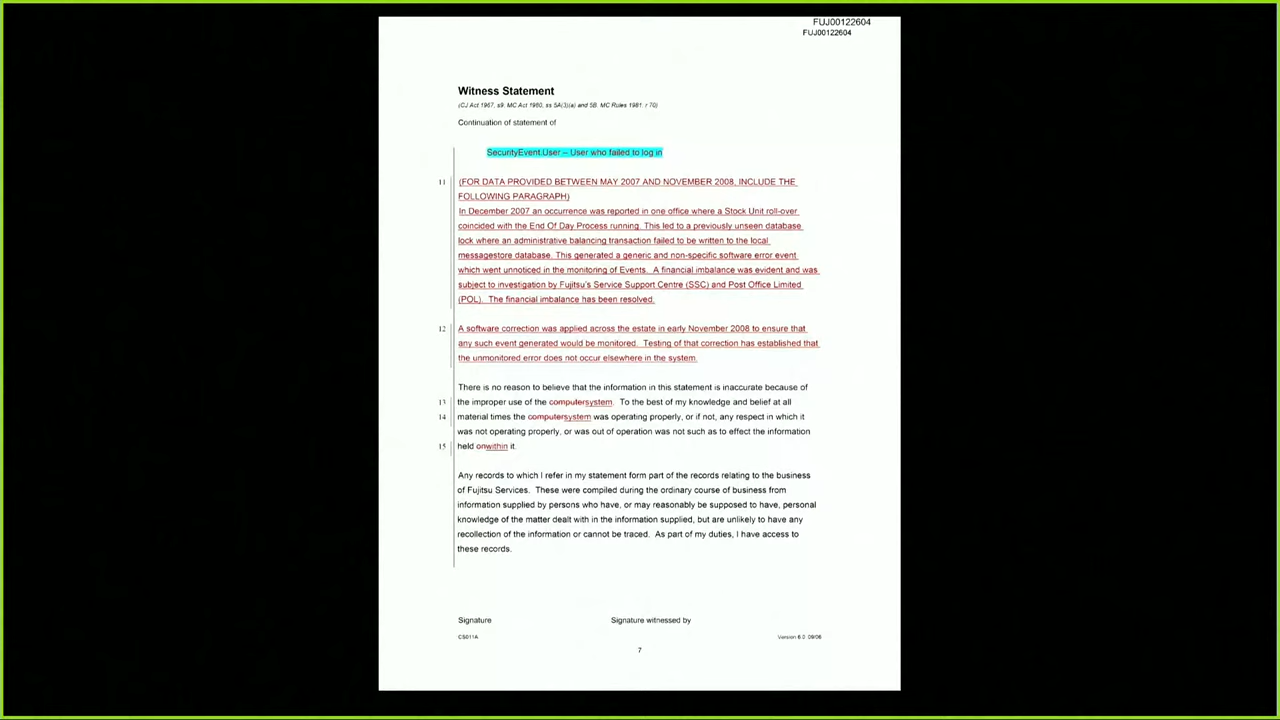 FUJ00122604
FUJ00122604
Witness Statement
(CJ Act 1967, s9. MC Act 1980, ss 5A(3)(a) and 5B. MC Rules 1981. r 70)
Continuation of statement of
SecurityEvent.User – User who failed to log in
11 (FOR DATA PROVIDED BETWEEN MAY 2007 AND NOVEMBER 2008, INCLUDE THE
FOLLOWING PARAGRAPH)
In December 2007 an occurrence was reported in one office where a Stock Unit roll-over
coincided with the End Of Day Process running. This led to a previously unseen database
lock where an administrative balancing transaction failed to be written to the local
messagestore database. This generated a generic and non-specific software error event
which went unnoticed in the monitoring of Events. A financial imbalance was evident and was
subject to investigation by Fujitsu's Service Support Centre (SSC) and Post Office Limited
(POL). The financial imbalance has been resolved.
12 A software correction was applied across the estate in early November 2008 to ensure that
any such event generated would be monitored. Testing of that correction has established that
the unmonitored error does not occur elsewhere in the system.
There is no reason to believe that the information in this statement is inaccurate because of
13 the improper use of the computersystem. To the best of my knowledge and belief at all
14 material times the computersystem was operating properly, or if not, any respect in which it
was not operating properly, or was out of operation was not such as to effect the information
15 held onwithin it.
Any records to which I refer in my statement form part of the records relating to the business
of Fujitsu Services. These were compiled during the ordinary course of business from
information supplied by persons who have, or may reasonably be supposed to have, personal
knowledge of the matter dealt with in the information supplied, but are unlikely to have any
recollection of the information or cannot be traced. As part of my duties, I have access to
these records.
Signature Signature witnessed by
CS011A Version 6.0 08/06
7